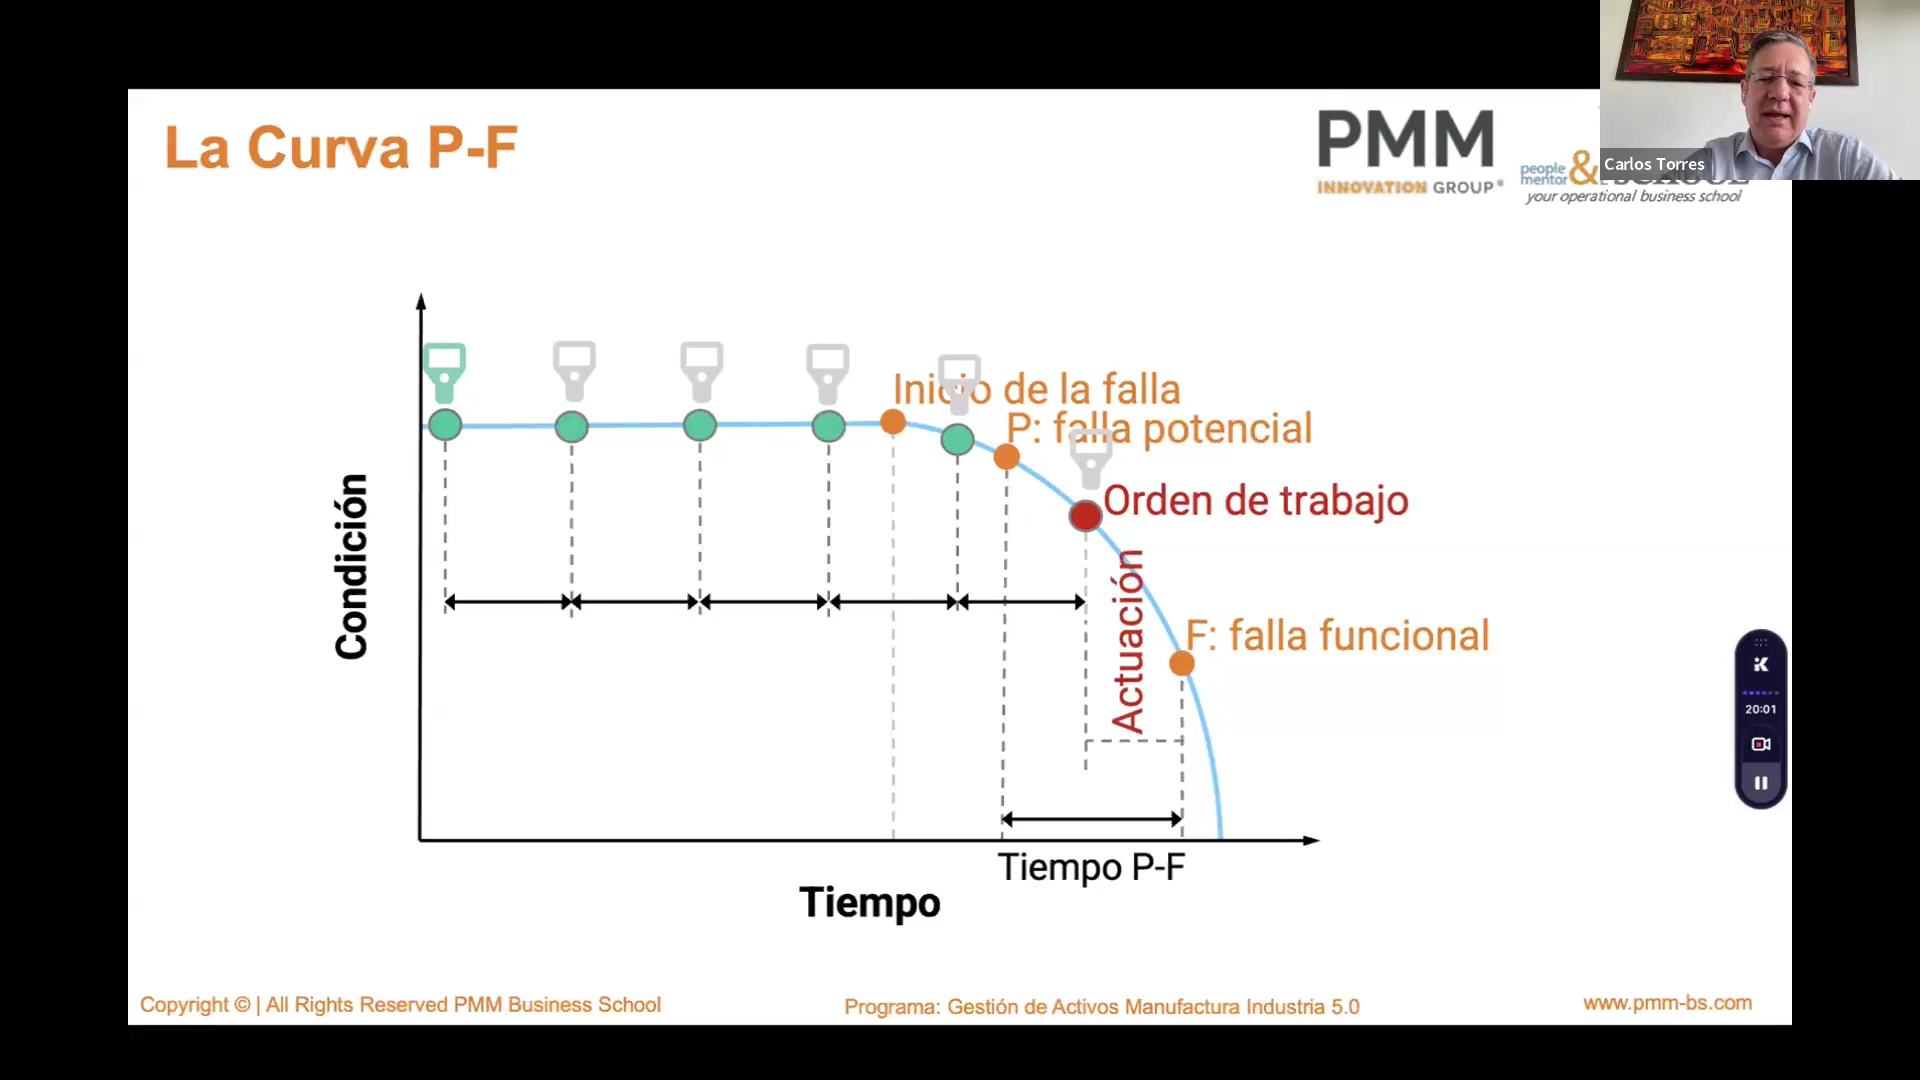 La Curva P-F
PMM
INNOVATION GROUP®
people
mentor &
SCHOOL
your operational business school
Carlos Torres
Inicio de la falla
P: falla potencial
Orden de trabajo
Actuación
F: falla funcional
Condición
Tiempo P-F
Tiempo
20:01
Copyright © | All Rights Reserved PMM Business School
Programa: Gestión de Activos Manufactura Industria 5.0
www.pmm-bs.com